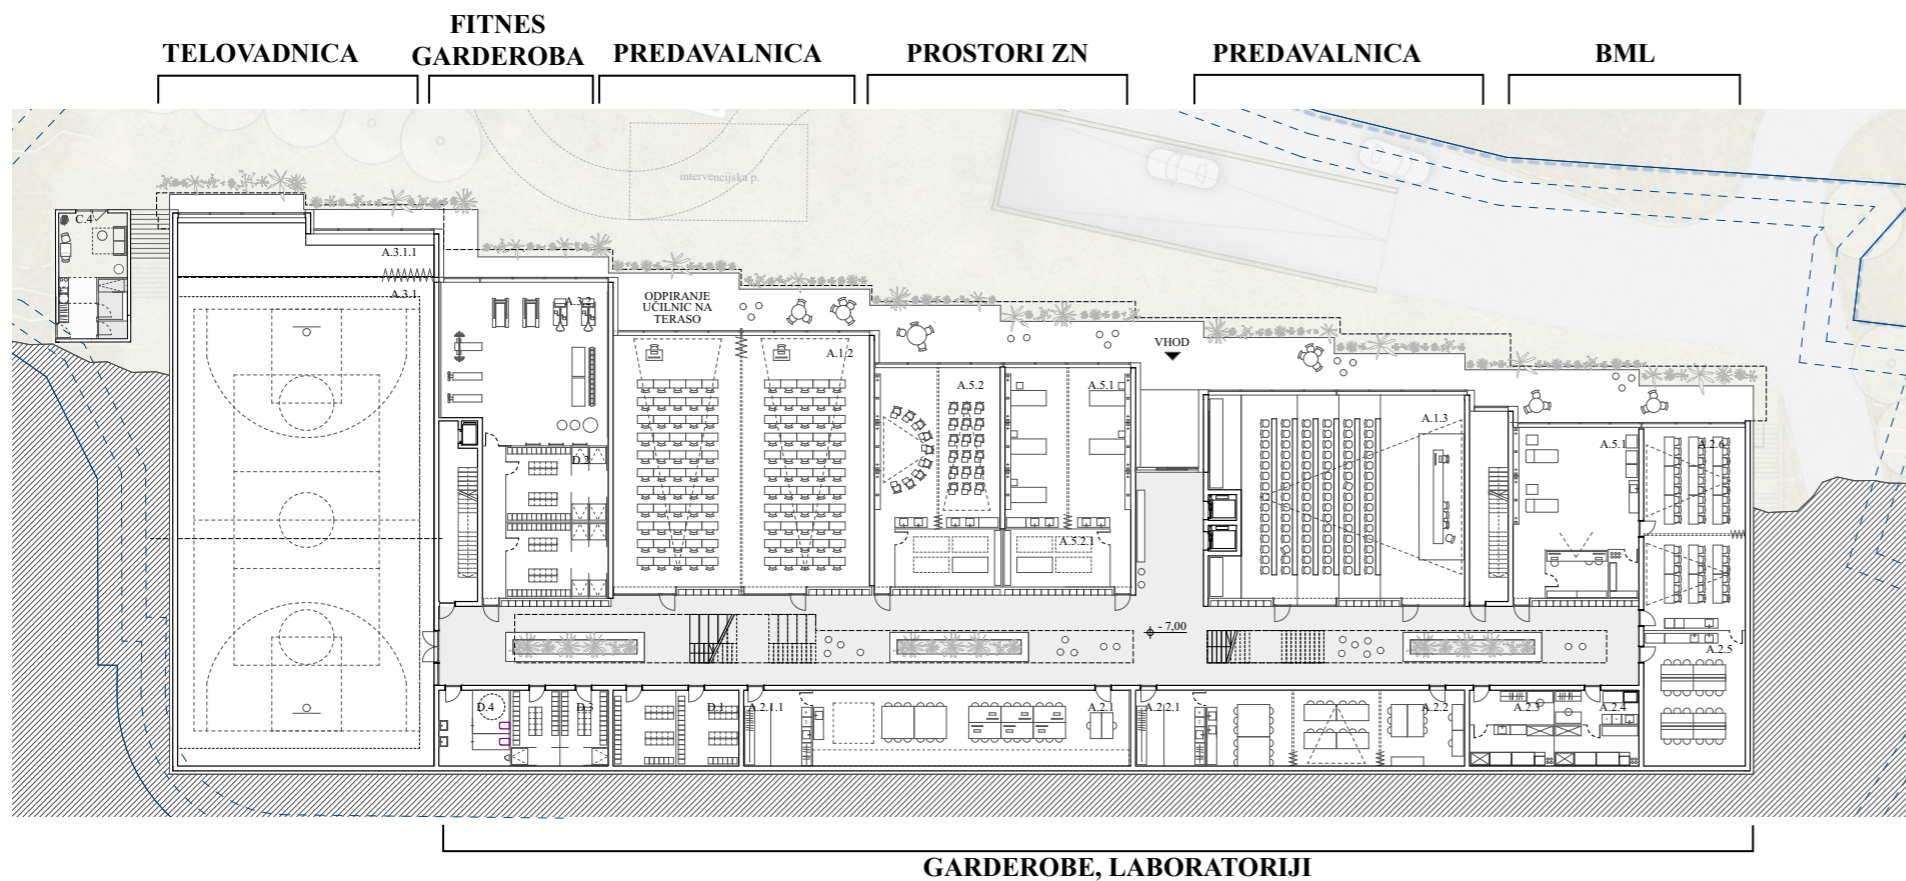 FITNES
GARDEROBA
TELOVADNICA
PREDAVALNICA
PROSTORI ZN
PREDAVALNICA
BML
intervencijska p.
C.4
A.3.1.1
A.3.1
A.3.2
ODPIRANJE
UČILNIC NA
TERASO
VHOD
A.1.2
A.5.2
A.5.1
A.1.3
A.5.1
A.2.6
D.2
A.5.2.1
- 7,00
A.2.5
D.4
D.3
D.1
A.2.1.1
A.2.1
A.2.2.1
A.2.2
A.2.3
A.2.4
GARDEROBE, LABORATORIJI